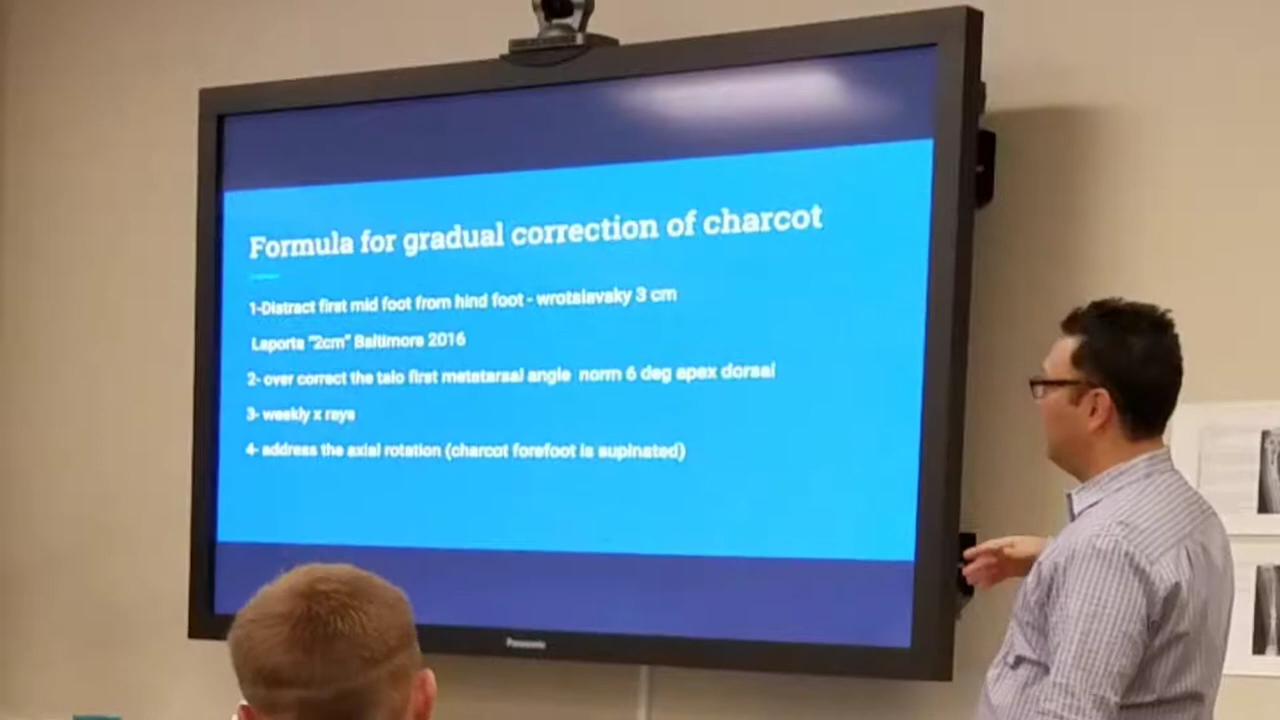 Formula for gradual correction of charcot
1-Distract first mid foot from hind foot - wrotslavsky 3 cm
Laporta "2cm" Baltimore 2016
2- over correct the talo first metatarsal angle norm 6 deg apex dorsal
3- weekly x rays
4- address the axial rotation (charcot forefoot is supinated)
Panasonic